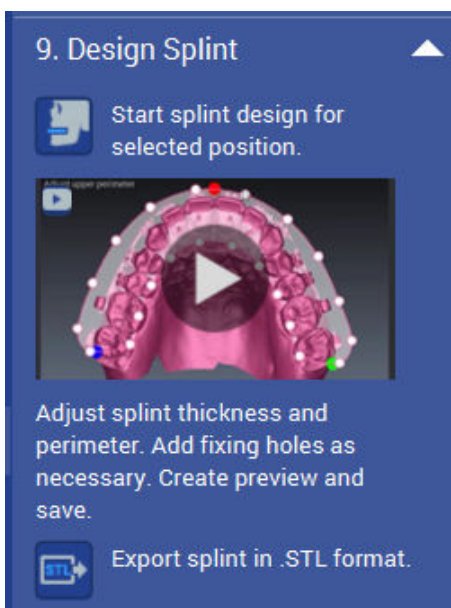 9. Design Splint
Start splint design for
selected position.
Adjust upper perimeter
Adjust splint thickness and
perimeter. Add fixing holes as
necessary. Create preview and
save.
STL
Export splint in .STL format.